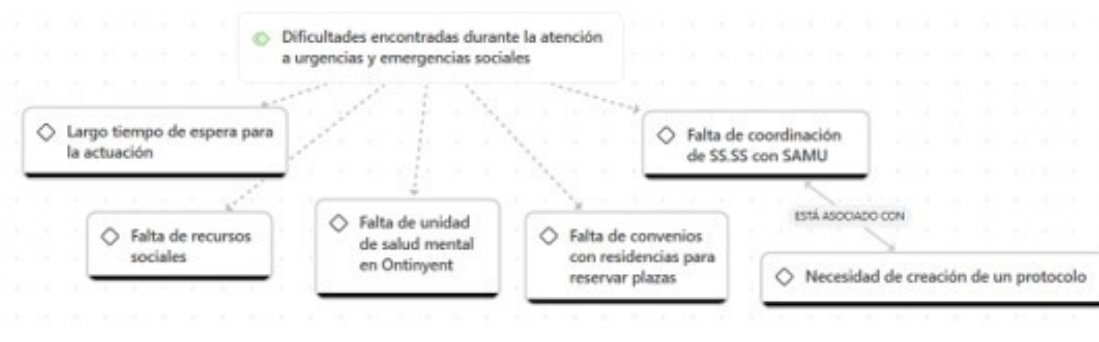 Dificultades encontradas durante la atención
a urgencias y emergencias sociales
Largo tiempo de espera para
la actuación
Falta de coordinación
de SS.SS con SAMU
Falta de recursos
sociales
Falta de unidad
de salud mental
en Ontinyent
Falta de convenios
con residencias para
reservar plazas
ESTÁ ASOCIADO CON
Necesidad de creación de un protocolo